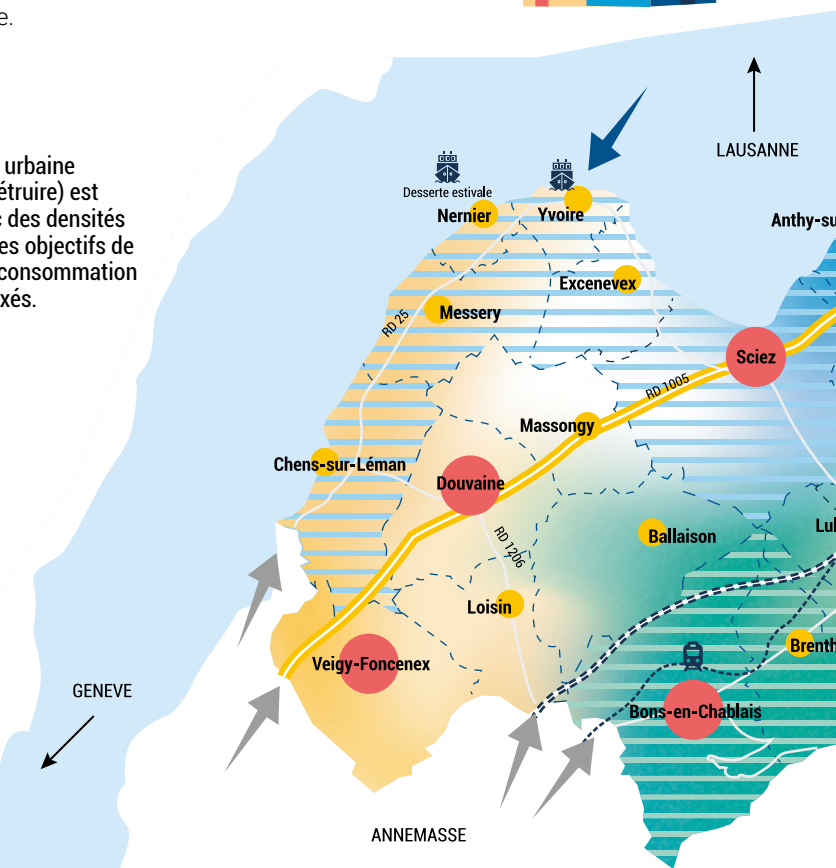 e.
urbaine
étruire) est
des densités
es objectifs de
consommation
xés.
LAUSANNE
Desserte estivale
Nernier
Yvoire
Anthy-su
Excenevex
Messery
RD 25
Sciez
RD 1005
Massongy
Chens-sur-Léman
Douvaine
Lul
RD 1206
Ballaison
Loisin
Brenth
Veigy-Foncenex
GENEVE
Bons-en-Chablais
ANNEMASSE